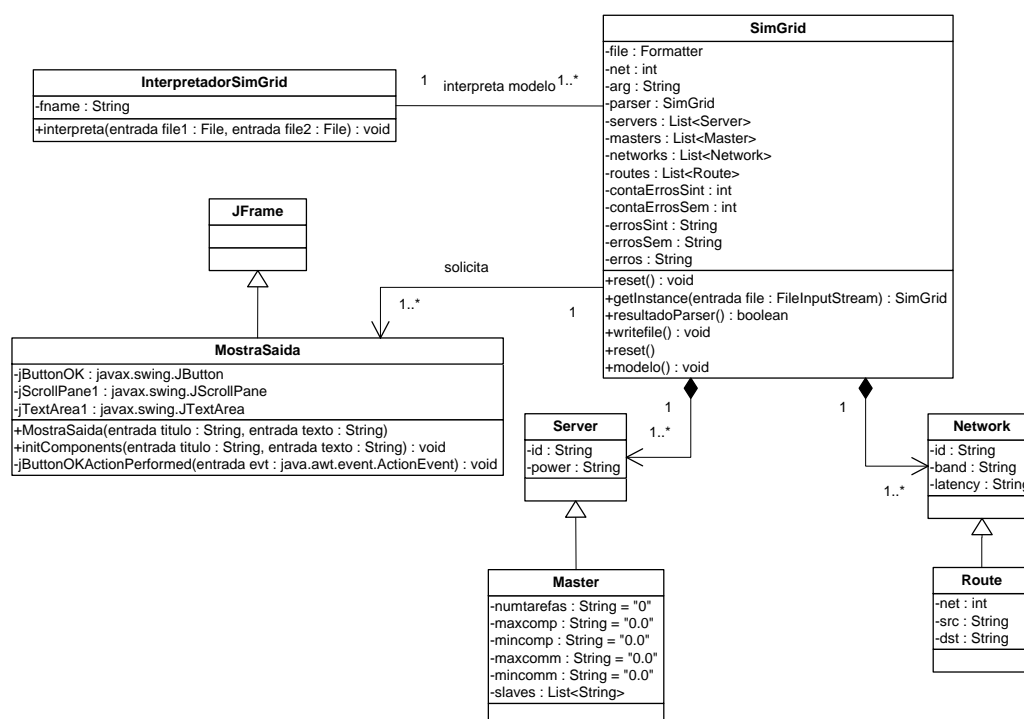 SimGrid
-file : Formatter
-net : int
-arg : String
-parser : SimGrid
-servers : List<Server>
-masters : List<Master>
-networks : List<Network>
-routes : List<Route>
-contaErrosSint : int
-contaErrosSem : int
-errosSint : String
-errosSem : String
-erros : String
+reset() : void
+getInstance(entrada file : FileInputStream) : SimGrid
+resultadoParser() : boolean
+writefile() : void
+reset()
+modelo() : void
InterpretadorSimGrid
-fname : String
+interpreta(entrada file1 : File, entrada file2 : File) : void
1 interpreta modelo 1..*
JFrame
solicita
1..*
1
MostraSaida
-jButtonOK : javax.swing.JButton
-jScrollPane1 : javax.swing.JScrollPane
-jTextArea1 : javax.swing.JTextArea
+MostraSaida(entrada titulo : String, entrada texto : String)
+initComponents(entrada titulo : String, entrada texto : String) : void
-jButtonOKActionPerformed(entrada evt : java.awt.event.ActionEvent) : void
1
1..*
Server
-id : String
-power : String
1
1..*
Network
-id : String
-band : String
-latency : String
Master
-numtarefas : String = "0"
-maxcomp : String = "0.0"
-mincomp : String = "0.0"
-maxcomm : String = "0.0"
-mincomm : String = "0.0"
-slaves : List<String>
Route
-net : int
-src : String
-dst : String